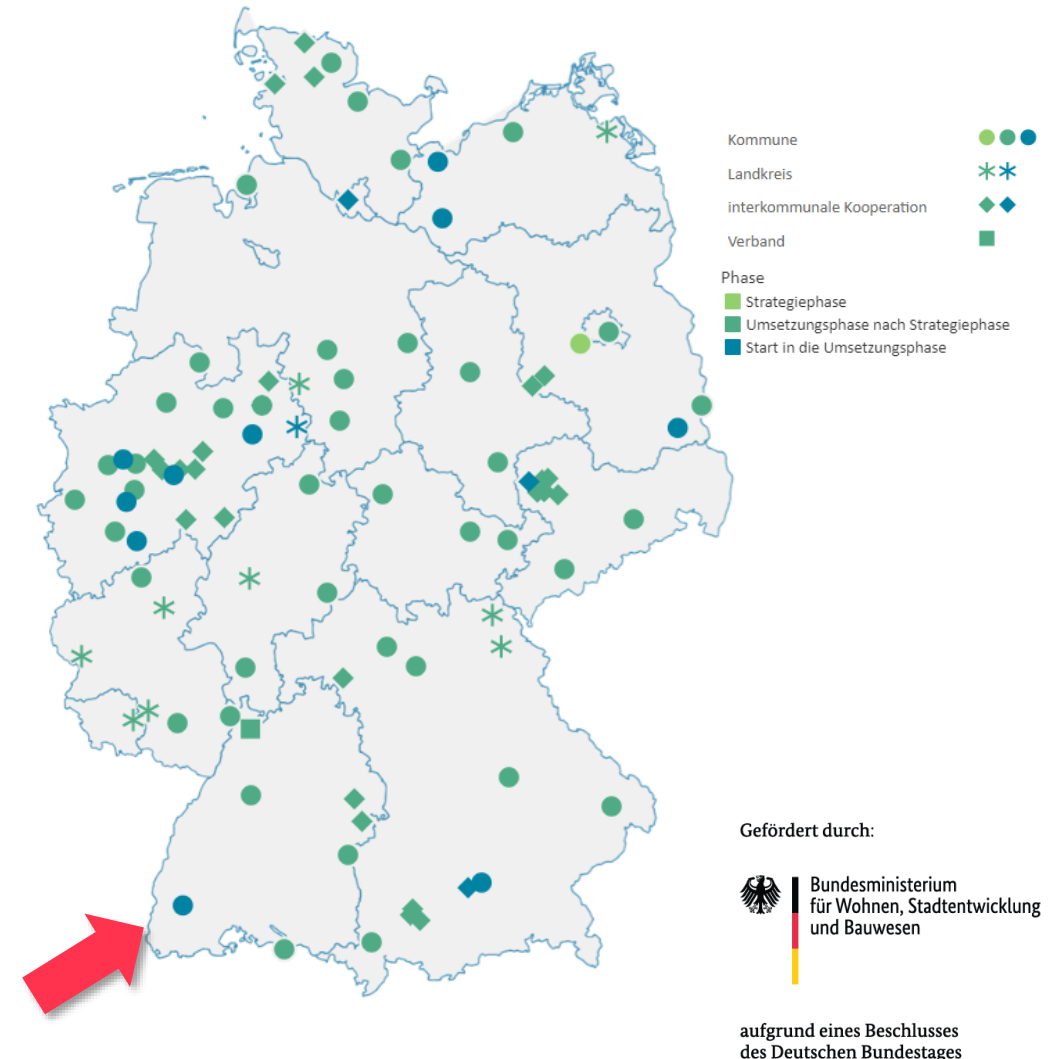 Kommune
Landkreis
interkommunale Kooperation
Verband
Phase
Strategiephase
Umsetzungsphase nach Strategiephase
Start in die Umsetzungsphase
Gefördert durch:
Bundesministerium
für Wohnen, Stadtentwicklung
und Bauwesen
aufgrund eines Beschlusses
des Deutschen Bundestages